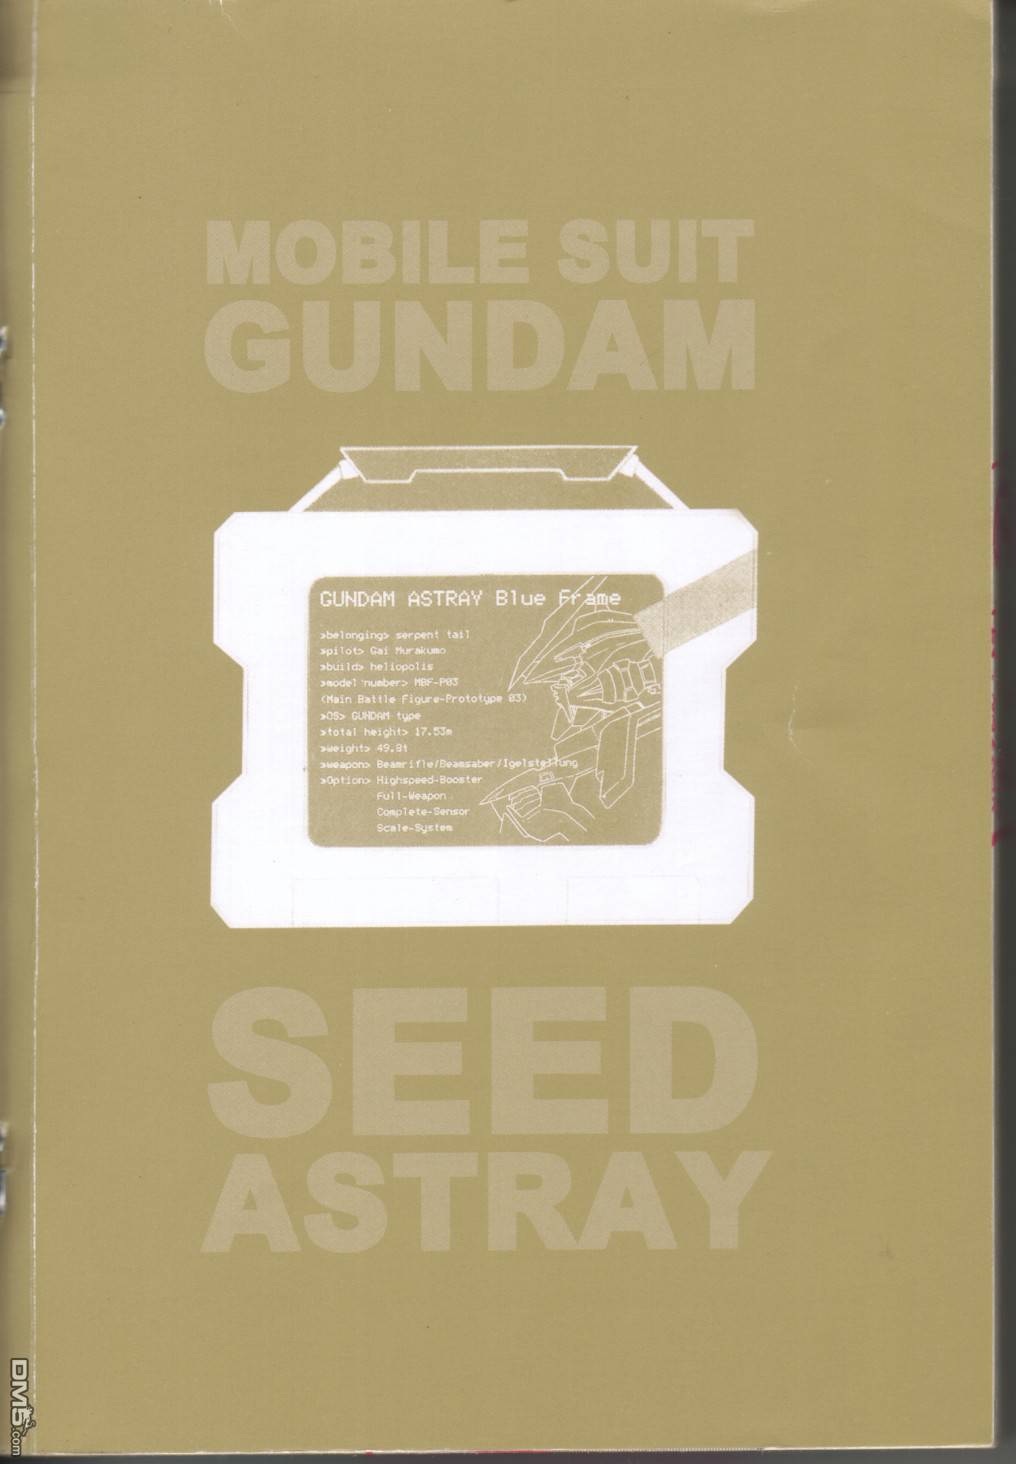 MOBILE SUIT
GUNDAM
GUNDAM ASTRAY Blue Frame
>belonging> serpent tail
>pilot> Gai Murakumo
>build> heliopolis
>model number> MBF-P03
(Main Battle Figure-Prototype 03)
>OS> GUNDAM type
>total height> 17.53m
>weight> 49.8t
>weapon> Beamrifle/Beamsaber/Igelstellung
>Option> Highspeed-Booster
Full-Weapon
Complete-Sensor
Scale-System
SEED
ASTRAY
DM5.com